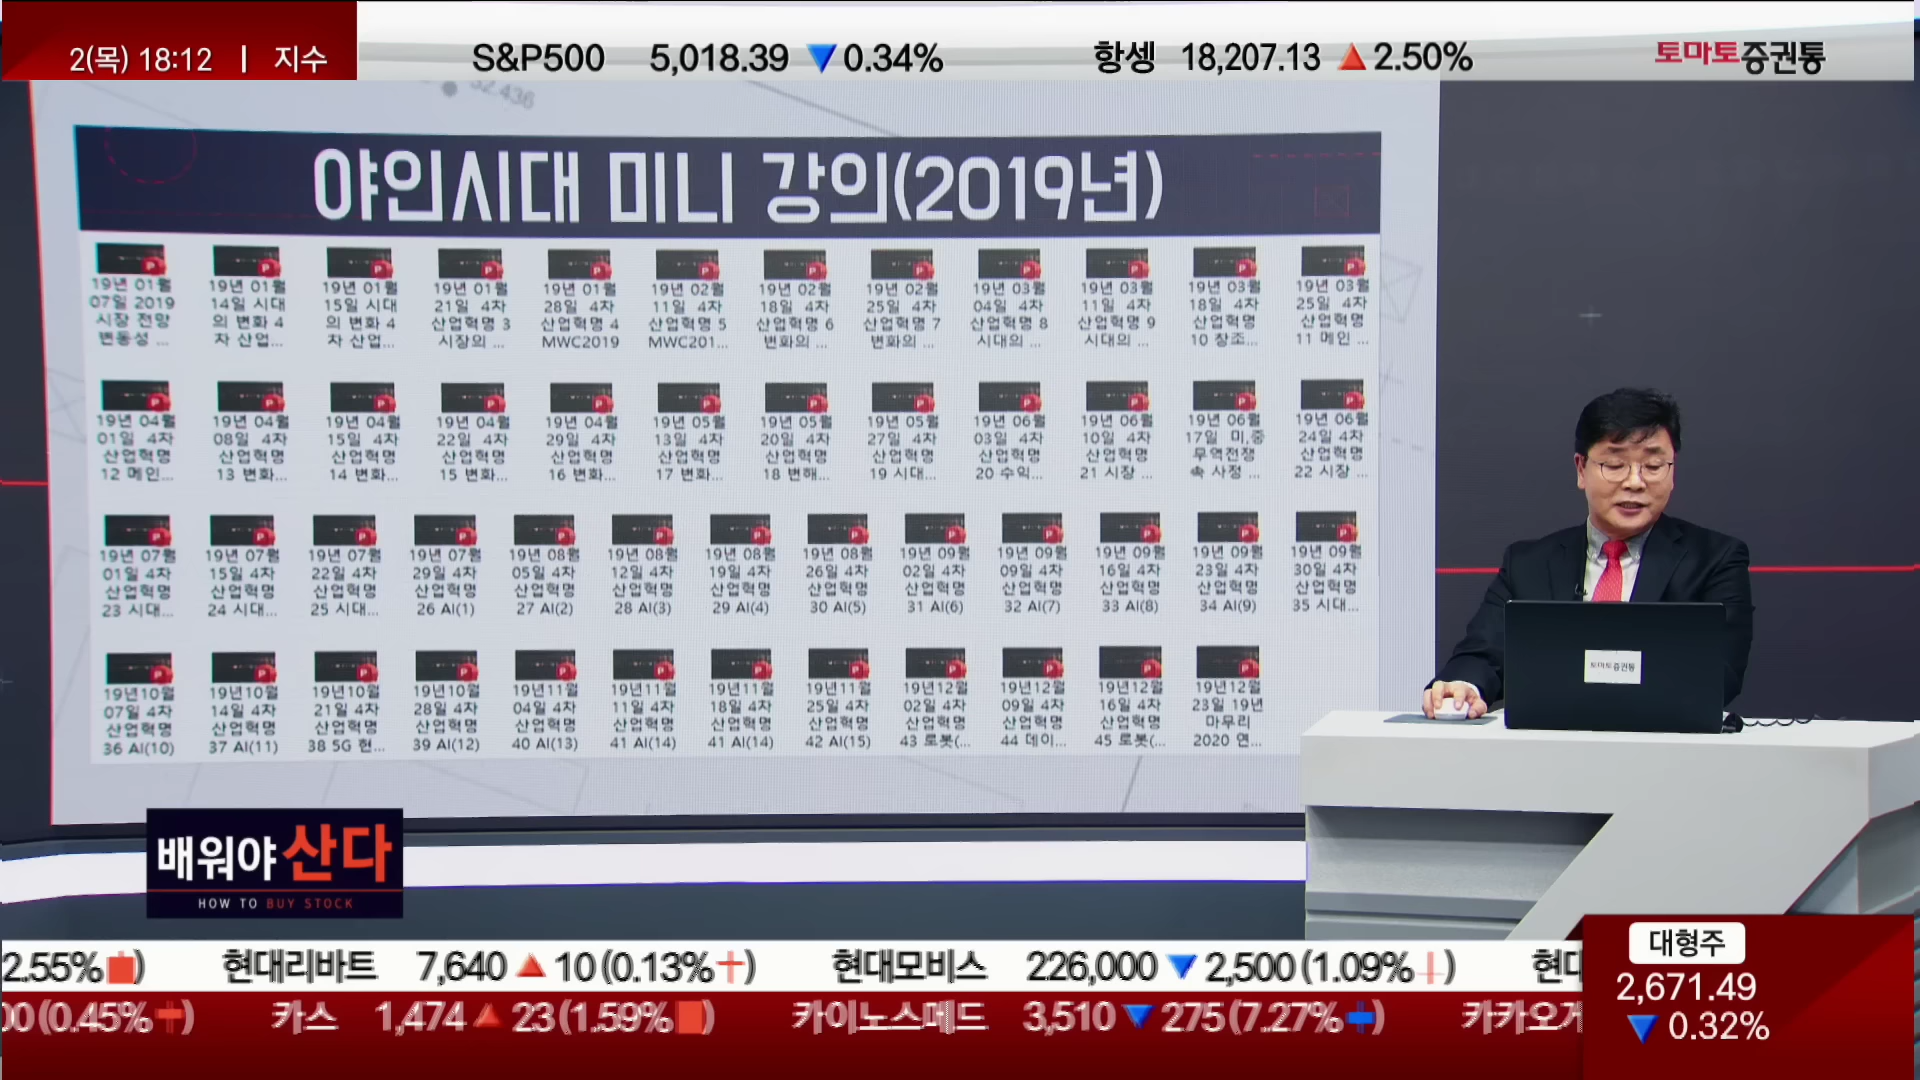 2(목) 18:12 | 지수
S&P500 5,018.39 ▼ 0.34%
항셍 18,207.13 ▲ 2.50%
토마토증권통
야인시대 미니 강의(2019년)
19년 01월 07일 2019 시장 전망 변동성 ...
19년 01월 14일 시대의 변화 4차 산업...
19년 01월 15일 시대의 변화 4차 산업...
19년 01월 21일 4차 산업혁명 3 시장의 ...
19년 01월 28일 4차 산업혁명 4 MWC2019
19년 02월 11일 4차 산업혁명 5 MWC201...
19년 02월 18일 4차 산업혁명 6 변화의 ...
19년 02월 25일 4차 산업혁명 7 변화의 ...
19년 03월 04일 4차 산업혁명 8 시대의 ...
19년 03월 11일 4차 산업혁명 9 시대의 ...
19년 03월 18일 4차 산업혁명 10 창조...
19년 03월 25일 4차 산업혁명 11 메인 ...
19년 04월 01일 4차 산업혁명 12 메인...
19년 04월 08일 4차 산업혁명 13 변화...
19년 04월 15일 4차 산업혁명 14 변화...
19년 04월 22일 4차 산업혁명 15 변화...
19년 04월 29일 4차 산업혁명 16 변화...
19년 05월 13일 4차 산업혁명 17 변화...
19년 05월 20일 4차 산업혁명 18 변해...
19년 05월 27일 4차 산업혁명 19 시대...
19년 06월 03일 4차 산업혁명 20 수익...
19년 06월 10일 4차 산업혁명 21 시장 ...
19년 06월 17일 미,중 무역전쟁 속 사정 ...
19년 06월 24일 4차 산업혁명 22 시장 ...
19년 07월 01일 4차 산업혁명 23 시대...
19년 07월 15일 4차 산업혁명 24 시대...
19년 07월 22일 4차 산업혁명 25 시대...
19년 07월 29일 4차 산업혁명 26 AI(1)
19년 08월 05일 4차 산업혁명 27 AI(2)
19년 08월 12일 4차 산업혁명 28 AI(3)
19년 08월 19일 4차 산업혁명 29 AI(4)
19년 08월 26일 4차 산업혁명 30 AI(5)
19년 09월 02일 4차 산업혁명 31 AI(6)
19년 09월 09일 4차 산업혁명 32 AI(7)
19년 09월 16일 4차 산업혁명 33 AI(8)
19년 09월 23일 4차 산업혁명 34 AI(9)
19년 09월 30일 4차 산업혁명 35 시대...
19년10월 07일 4차 산업혁명 36 AI(10)
19년10월 14일 4차 산업혁명 37 AI(11)
19년10월 21일 4차 산업혁명 38 5G 현...
19년10월 28일 4차 산업혁명 39 AI(12)
19년11월 04일 4차 산업혁명 40 AI(13)
19년11월 11일 4차 산업혁명 41 AI(14)
19년11월 18일 4차 산업혁명 41 AI(14)
19년11월 25일 4차 산업혁명 42 AI(15)
19년12월 02일 4차 산업혁명 43 로봇(...
19년12월 09일 4차 산업혁명 44 데이...
19년12월 16일 4차 산업혁명 45 로봇(...
19년12월 23일 19년 마무리 2020 연...
토마토증권통
배워야 산다
HOW TO BUY STOCK
2.55% ) 현대리바트 7,640 ▲ 10 (0.13% ) 현대모비스 226,000 ▼ 2,500 (1.09% ) 현대
00 (0.45% ) 카스 1,474 ▲ 23 (1.59% ) 카이노스메드 3,510 ▼ 275 (7.27% ) 카카오게
대형주
2,671.49
▼ 0.32%